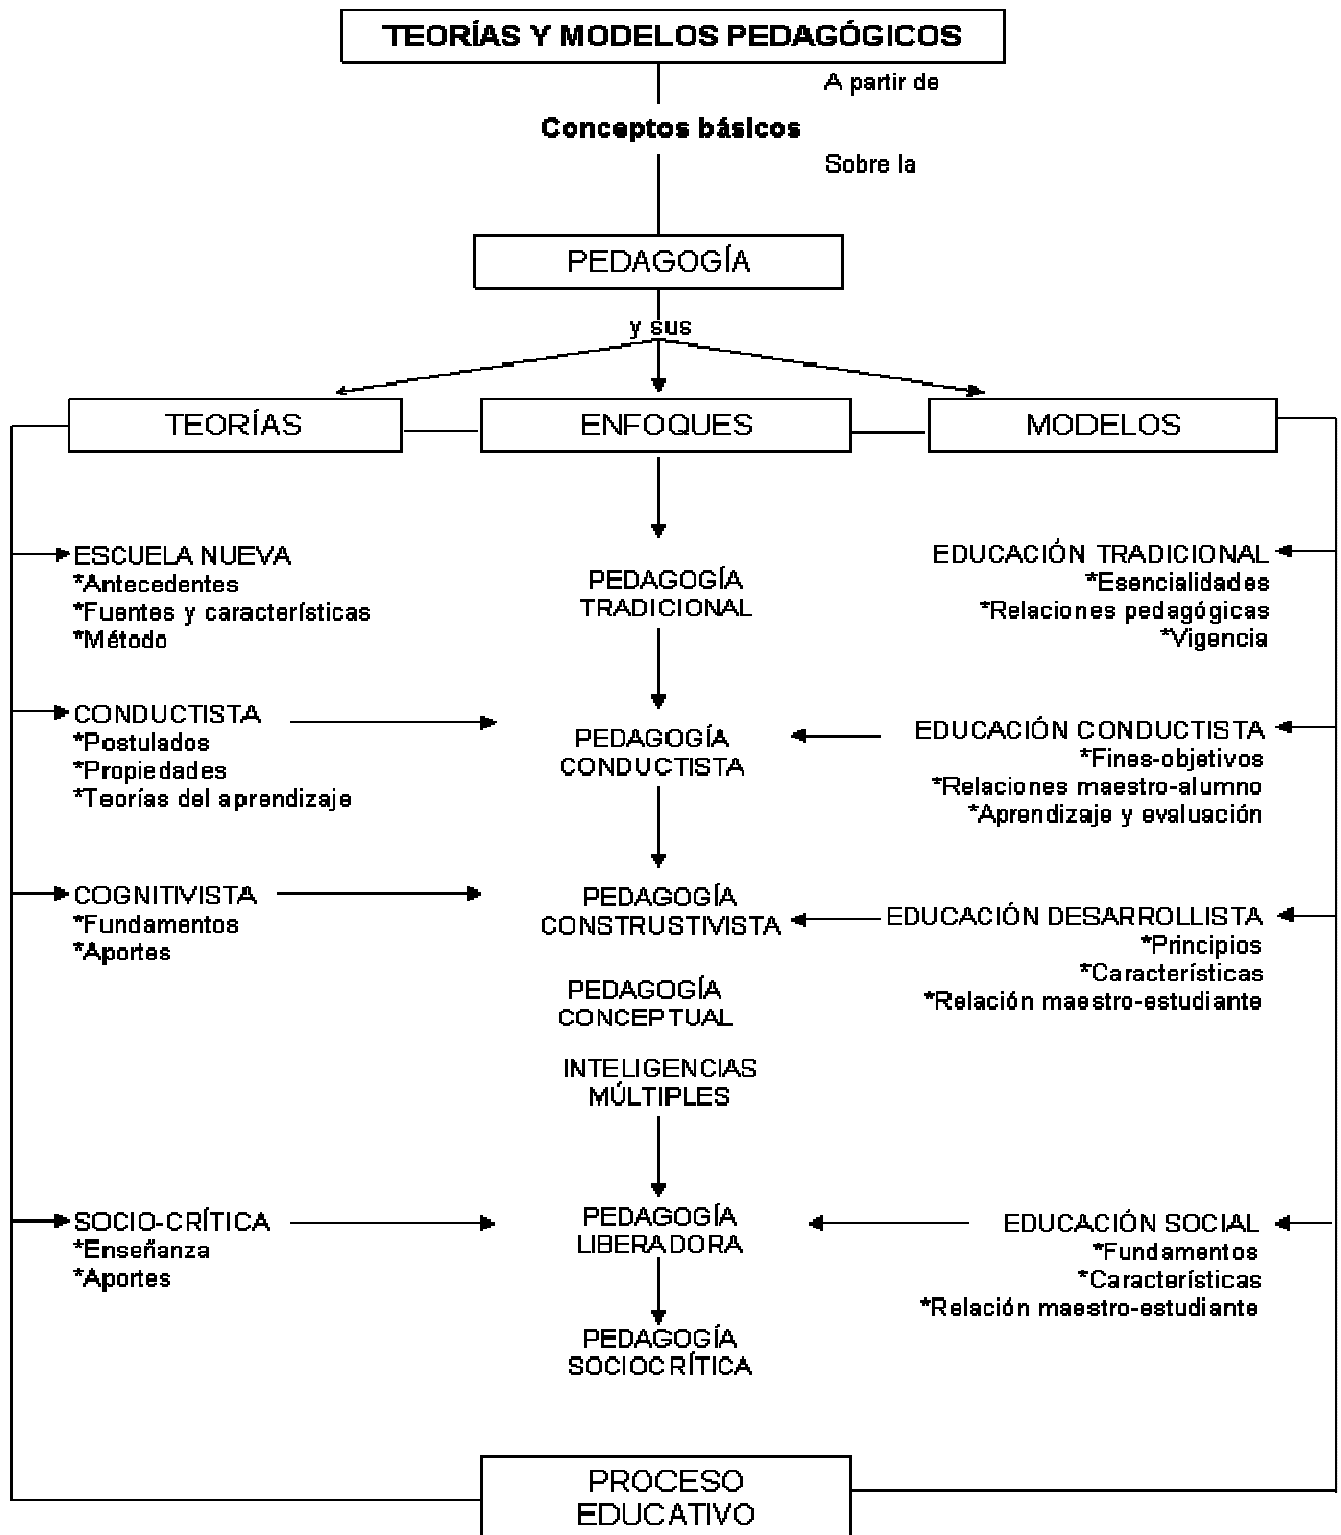 TEORÍAS Y MODELOS PEDAGÓGICOS
A partir de
Conceptos básicos
Sobre la
PEDAGOGÍA
y sus
TEORÍAS
ENFOQUES
MODELOS
ESCUELA NUEVA
*Antecedentes
*Fuentes y características
*Método
PEDAGOGÍA
TRADICIONAL
EDUCACIÓN TRADICIONAL
*Esencialidades
*Relaciones pedagógicas
*Vigencia
CONDUCTISTA
*Postulados
*Propiedades
*Teorías del aprendizaje
PEDAGOGÍA
CONDUCTISTA
EDUCACIÓN CONDUCTISTA
*Fines-objetivos
*Relaciones maestro-alumno
*Aprendizaje y evaluación
COGNITIVISTA
*Fundamentos
*Aportes
PEDAGOGÍA
CONSTRUSTIVISTA
EDUCACIÓN DESARROLLISTA
*Principios
*Características
*Relación maestro-estudiante
PEDAGOGÍA
CONCEPTUAL
INTELIGENCIAS
MÚLTIPLES
SOCIO-CRÍTICA
*Enseñanza
*Aportes
PEDAGOGÍA
LIBERADORA
EDUCACIÓN SOCIAL
*Fundamentos
*Características
*Relación maestro-estudiante
PEDAGOGÍA
SOCIOCRÍTICA
PROCESO
EDUCATIVO